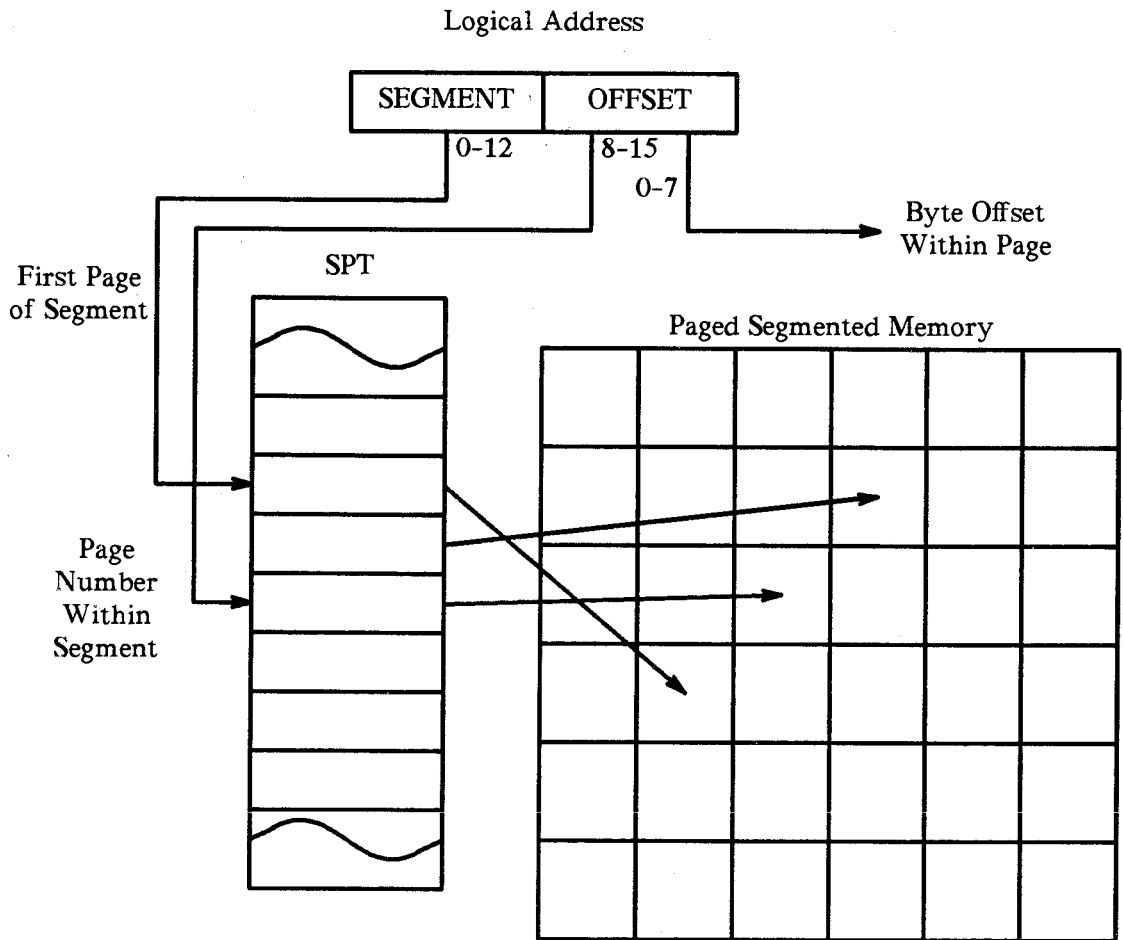 Logical Address
SEGMENT
OFFSET
0-12
8-15
0-7
Byte Offset
Within Page
First Page
of Segment
SPT
Paged Segmented Memory
Page
Number
Within
Segment